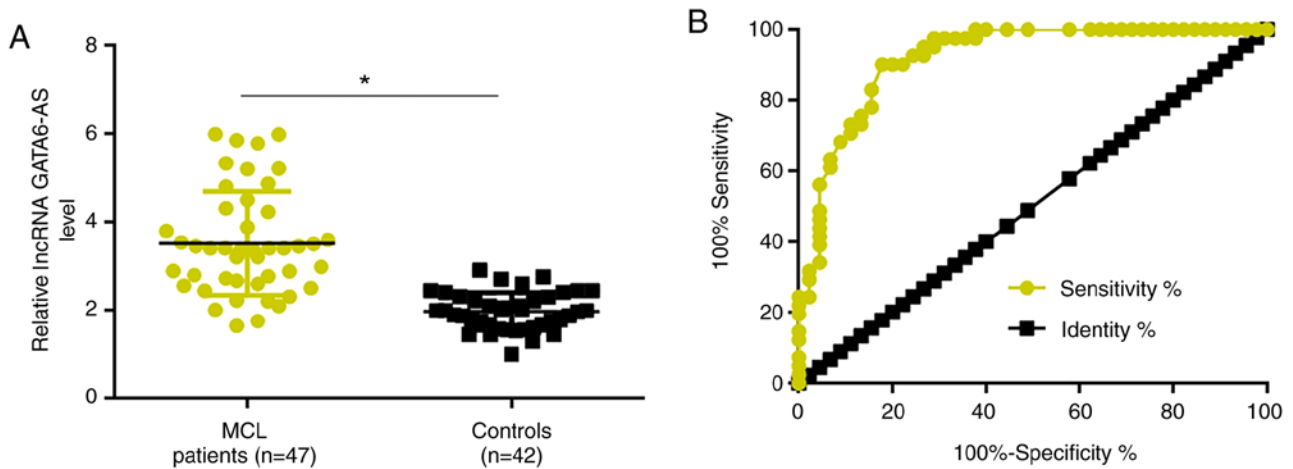 A
Relative lncRNA GATA6-AS
level
8
6
4
2
0
*
MCL
patients (n=47)
Controls
(n=42)
B
100% Sensitivity
100
80
60
40
20
0
0
20
40
60
80
100
100%-Specificity %
Sensitivity %
Identity %